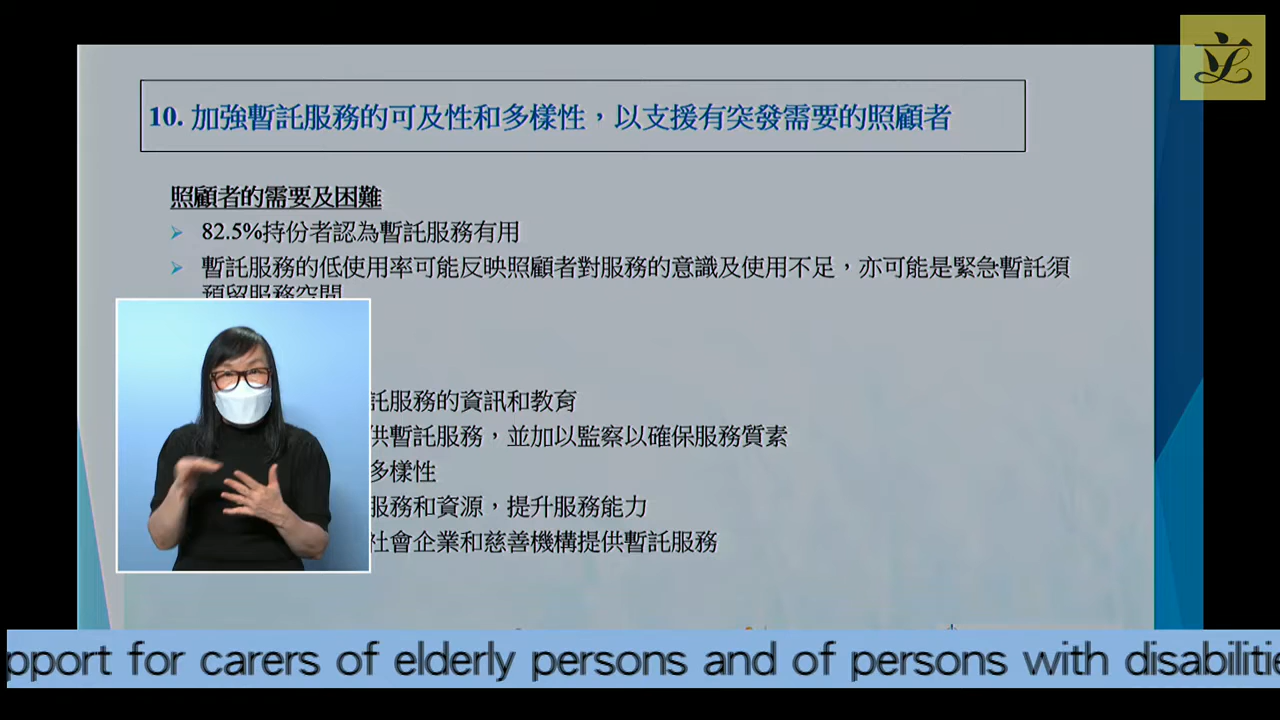 10. 加強暫託服務的可及性和多樣性，以支援有突發需要的照顧者
照顧者的需要及困難
82.5%持份者認為暫託服務有用
暫託服務的低使用率可能反映照顧者對服務的意識及使用不足，亦可能是緊急暫託須
預留服務空間
託服務的資訊和教育
供暫託服務，並加以監察以確保服務質素
多樣性
服務和資源，提升服務能力
社會企業和慈善機構提供暫託服務
pport for carers of elderly persons and of persons with disabilitie